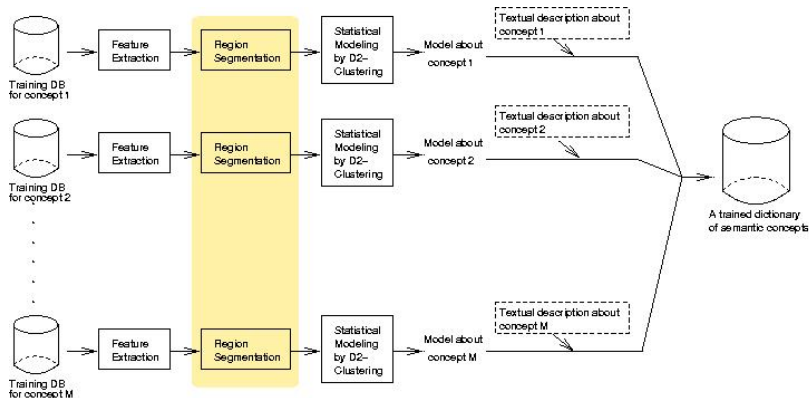 Training DB
for concept 1
Feature
Extraction
Region
Segmentation
Statistical
Modeling
by D2-
Clustering
Model about
concept 1
Textual description about
concept 1
Training DB
for concept 2
Feature
Extraction
Region
Segmentation
Statistical
Modeling
by D2-
Clustering
Model about
concept 2
Textual description about
concept 2
A trained dictionary
of semantic concepts
Training DB
for concept M
Feature
Extraction
Region
Segmentation
Statistical
Modeling
by D2-
Clustering
Model about
concept M
Textual description about
concept M